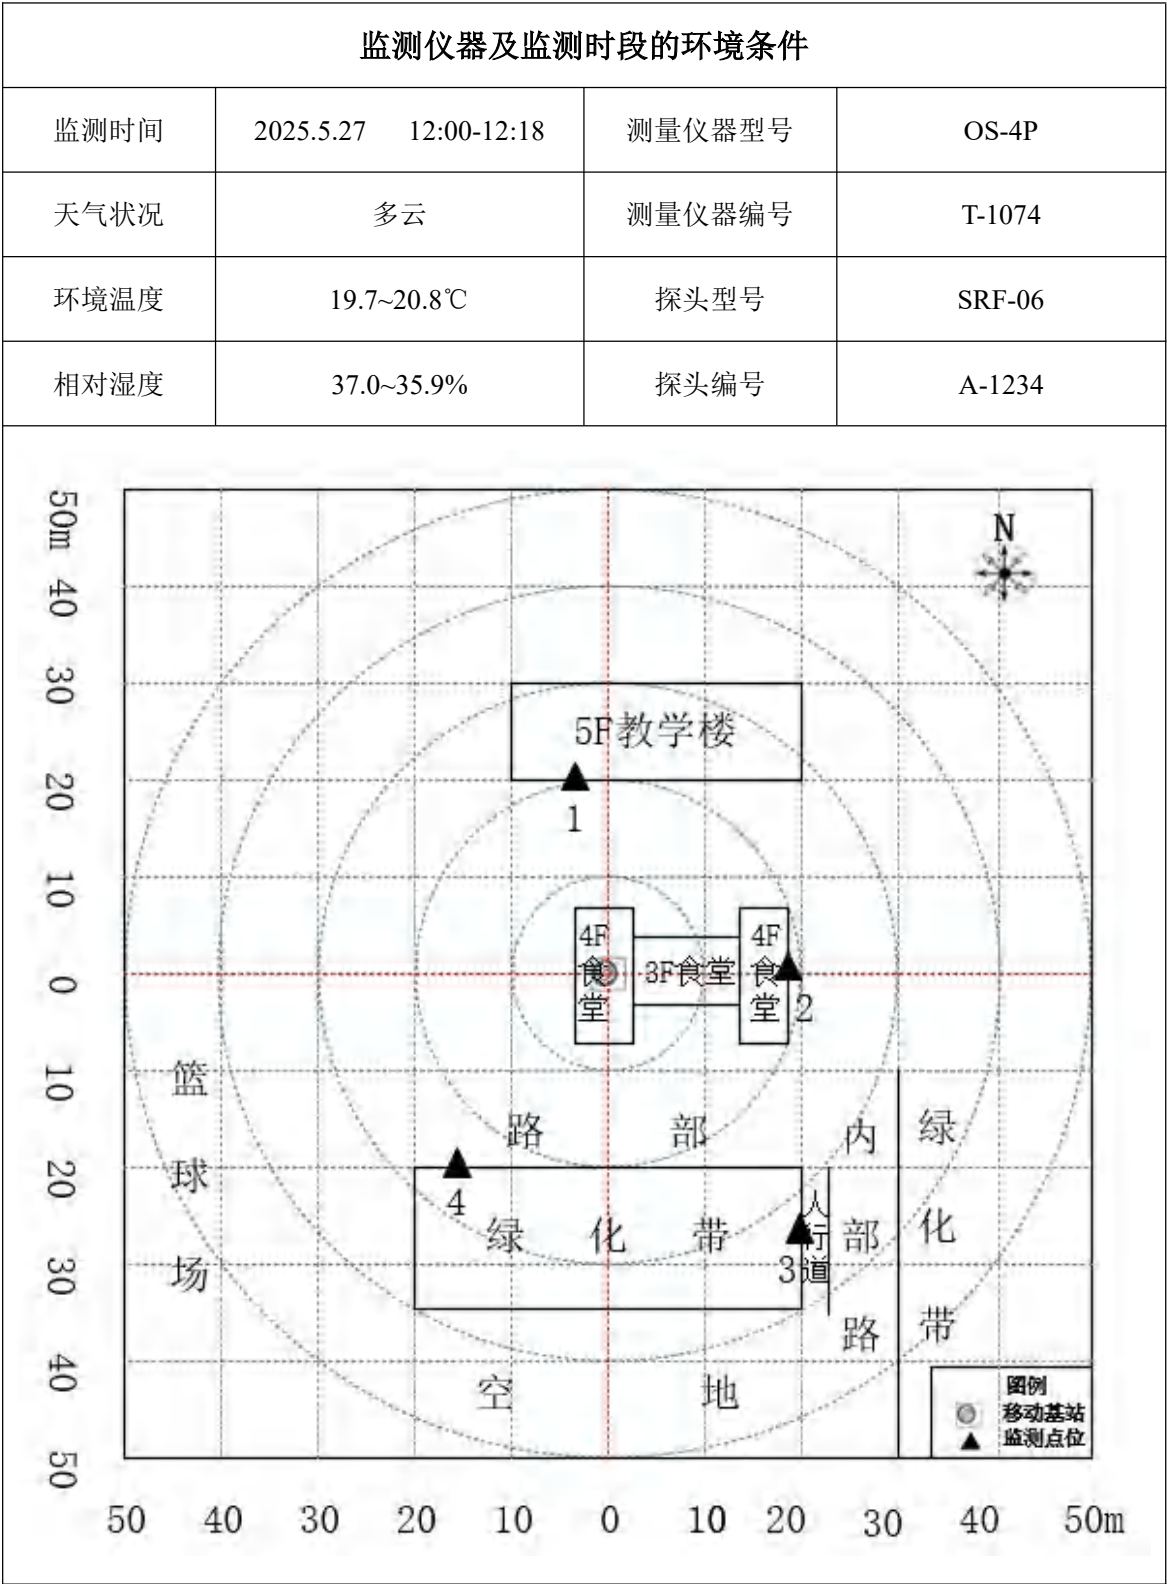 监测仪器及监测时段的环境条件
监测时间 2025.5.27 12:00-12:18 测量仪器型号 OS-4P
天气状况 多云 测量仪器编号 T-1074
环境温度 19.7~20.8℃ 探头型号 SRF-06
相对湿度 37.0~35.9% 探头编号 A-1234
50m
40
30
20
10
0
10
20
30
40
50
N
5F教学楼
1
4F食堂
3F食堂
4F食堂
2
篮球场
路 部 内
部
路
绿化带
4
绿 化 带
人行道
3
空 地
图例
移动基站
监测点位
50 40 30 20 10 0 10 20 30 40 50m